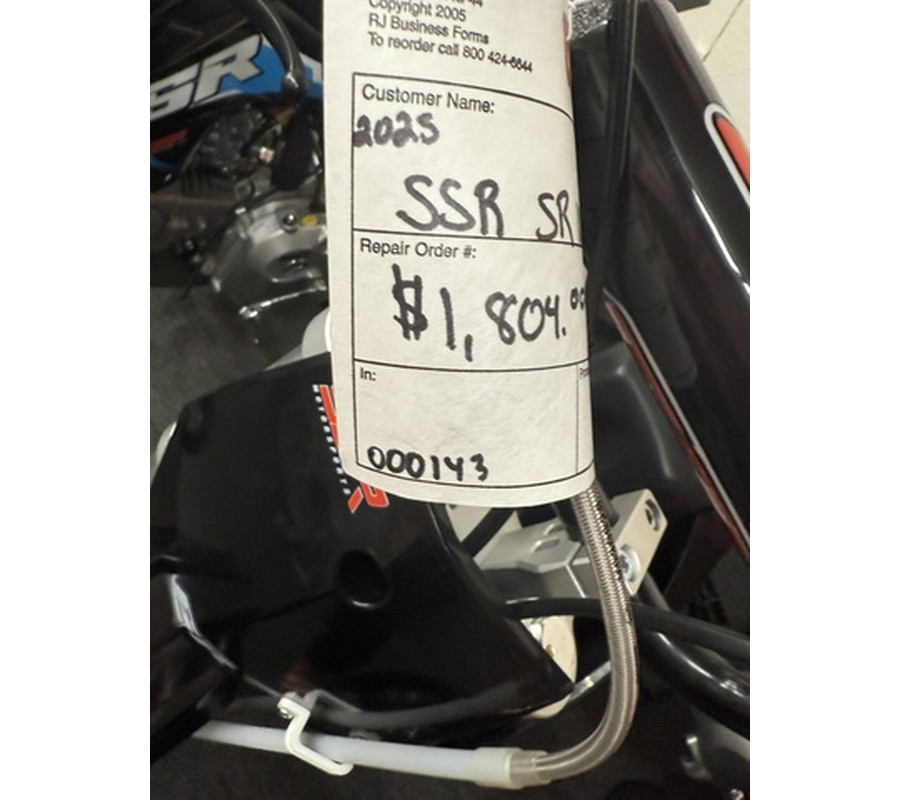 Copyright 2005
RJ Business Forms
To reorder call 800 424-6644
Customer Name:
2025
SSR SR
Repair Order #:
$1,804.00
In:
000143
SR